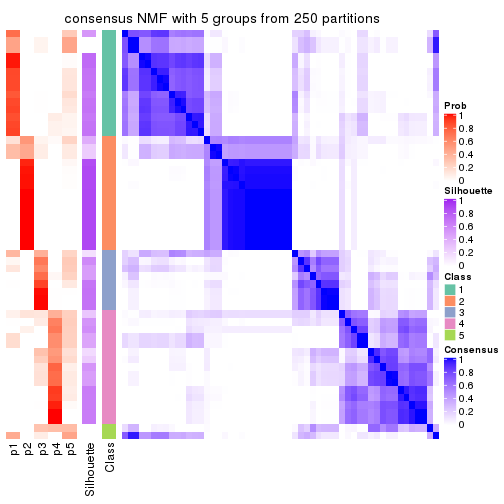 consensus NMF with 5 groups from 250 partitions
Prob
1
0.8
0.6
0.4
0.2
0
Silhouette
1
0.8
0.6
0.4
0.2
0
Class
1
2
3
4
5
Consensus
1
0.8
0.6
0.4
0.2
0
p1
p2
p3
p4
p5
Silhouette
Class